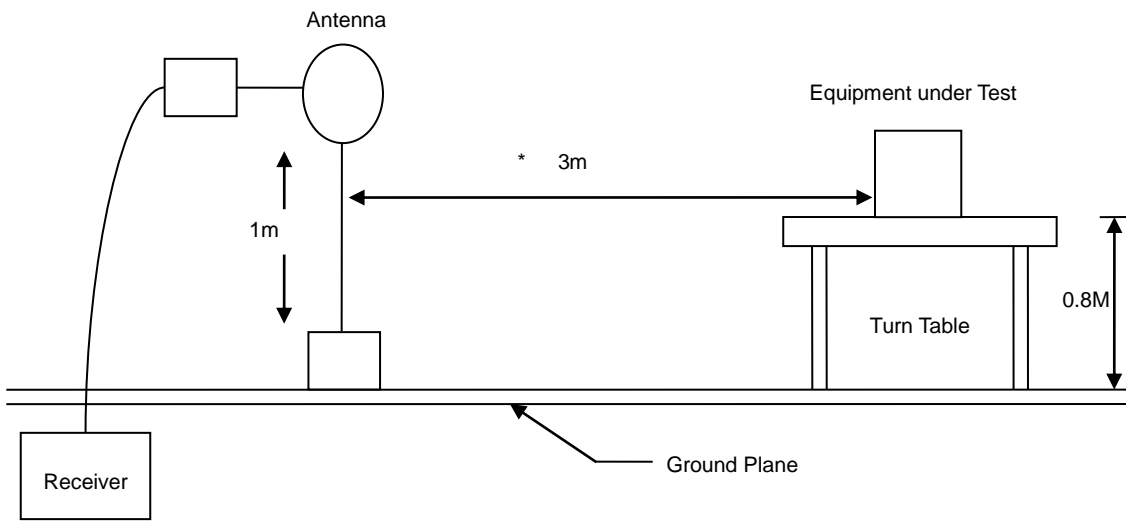 Antenna
Equipment under Test
* 3m
1m
0.8M
Turn Table
Ground Plane
Receiver